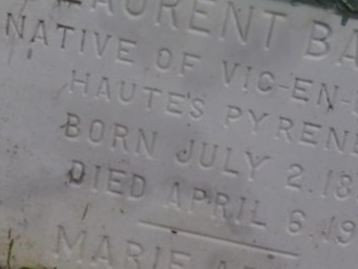 LAURENT BA
NATIVE OF VIC-EN-
HAUTES PYRENE
BORN JULY 2.18
DIED APRIL 6.19
MARIE